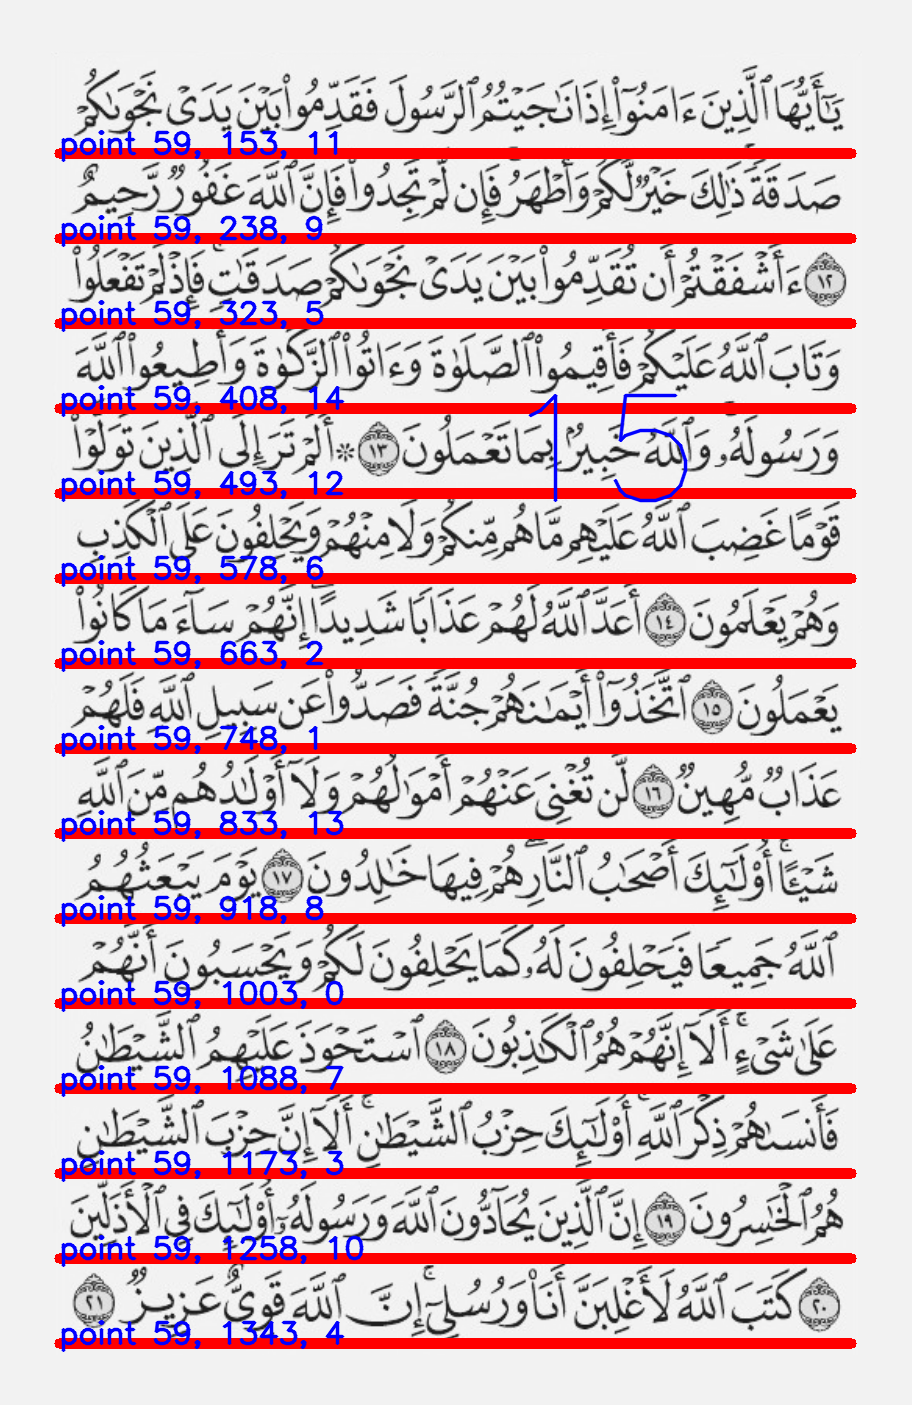 يَـٰٓأَيُّهَا ٱلَّذِينَ ءَامَنُوٓا۟ إِذَا نَـٰجَيْتُمُ ٱلرَّسُولَ فَقَدِّمُوا۟ بَيْنَ يَدَىْ نَجْوَىٰكُمْ
point 59, 153, 11
صَدَقَةً ذَٰلِكَ خَيْرٌ لَّكُمْ وَأَطْهَرُ فَإِن لَّمْ تَجِدُوا۟ فَإِنَّ ٱللَّهَ غَفُورٌ رَّحِيمٌ
point 59, 238, 9
١٢ ءَأَشْفَقْتُمْ أَن تُقَدِّمُوا۟ بَيْنَ يَدَىْ نَجْوَىٰكُمْ صَدَقَـٰتٍ ۚ فَإِذْ لَمْ تَفْعَلُوا۟
point 59, 323, 5
وَتَابَ ٱللَّهُ عَلَيْكُمْ فَأَقِيمُوا۟ ٱلصَّلَوٰةَ وَءَاتُوا۟ ٱلزَّكَوٰةَ وَأَطِيعُوا۟ ٱللَّهَ
point 59, 408, 14
15
وَرَسُولَهُۥ وَٱللَّهُ خَبِيرٌۢ بِمَا تَعْمَلُونَ ١٣ ۞ أَلَمْ تَرَ إِلَى ٱلَّذِينَ تَوَلَّوْا۟
point 59, 493, 12
قَوْمًا غَضِبَ ٱللَّهُ عَلَيْهِم مَّا هُم مِّنكُمْ وَلَا مِنْهُمْ وَيَحْلِفُونَ عَلَى ٱلْكَذِبِ
point 59, 578, 6
وَهُمْ يَعْلَمُونَ ١٤ أَعَدَّ ٱللَّهُ لَهُمْ عَذَابًا شَدِيدًا ۖ إِنَّهُمْ سَآءَ مَا كَانُوا۟
point 59, 663, 2
يَعْمَلُونَ ١٥ ٱتَّخَذُوٓا۟ أَيْمَـٰنَهُمْ جُنَّةً فَصَدُّوا۟ عَن سَبِيلِ ٱللَّهِ فَلَهُمْ
point 59, 748, 1
عَذَابٌ مُّهِينٌ ١٦ لَّن تُغْنِىَ عَنْهُمْ أَمْوَٰلُهُمْ وَلَآ أَوْلَـٰدُهُم مِّنَ ٱللَّهِ
point 59, 833, 13
شَيْـًٔا ۚ أُو۟لَـٰٓئِكَ أَصْحَـٰبُ ٱلنَّارِ ۖ هُمْ فِيهَا خَـٰلِدُونَ ١٧ يَوْمَ يَبْعَثُهُمُ
point 59, 918, 8
ٱللَّهُ جَمِيعًا فَيَحْلِفُونَ لَهُۥ كَمَا يَحْلِفُونَ لَكُمْ وَيَحْسَبُونَ أَنَّهُمْ
point 59, 1003, 0
عَلَىٰ شَىْءٍ ۚ أَلَآ إِنَّهُمْ هُمُ ٱلْكَـٰذِبُونَ ١٨ ٱسْتَحْوَذَ عَلَيْهِمُ ٱلشَّيْطَـٰنُ
point 59, 1088, 7
فَأَنسَىٰهُمْ ذِكْرَ ٱللَّهِ ۚ أُو۟لَـٰٓئِكَ حِزْبُ ٱلشَّيْطَـٰنِ ۚ أَلَآ إِنَّ حِزْبَ ٱلشَّيْطَـٰنِ
point 59, 1173, 3
هُمُ ٱلْخَـٰسِرُونَ ١٩ إِنَّ ٱلَّذِينَ يُحَآدُّونَ ٱللَّهَ وَرَسُولَهُۥٓ أُو۟لَـٰٓئِكَ فِى ٱلْأَذَلِّينَ
point 59, 1258, 10
٢٠ كَتَبَ ٱللَّهُ لَأَغْلِبَنَّ أَنَا۠ وَرُسُلِىٓ ۚ إِنَّ ٱللَّهَ قَوِىٌّ عَزِيزٌ ٢١
point 59, 1343, 4